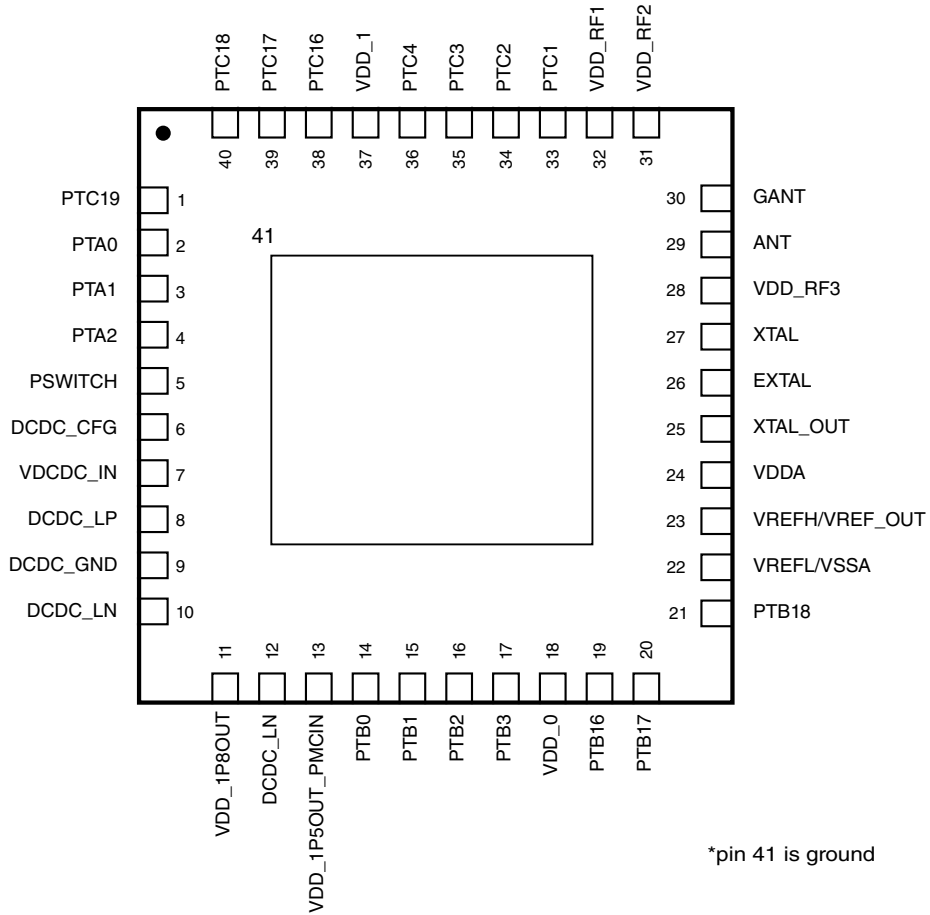 PTC18
PTC17
PTC16
VDD_1
PTC4
PTC3
PTC2
PTC1
VDD_RF1
VDD_RF2
40
39
38
37
36
35
34
33
32
31
PTC19 1
PTA0 2
PTA1 3
PTA2 4
PSWITCH 5
DCDC_CFG 6
VDCDC_IN 7
DCDC_LP 8
DCDC_GND 9
DCDC_LN 10
41
30 GANT
29 ANT
28 VDD_RF3
27 XTAL
26 EXTAL
25 XTAL_OUT
24 VDDA
23 VREFH/VREF_OUT
22 VREFL/VSSA
21 PTB18
11
12
13
14
15
16
17
18
19
20
VDD_1P8OUT
DCDC_LN
VDD_1P5OUT_PMCIN
PTB0
PTB1
PTB2
PTB3
VDD_0
PTB16
PTB17
*pin 41 is ground